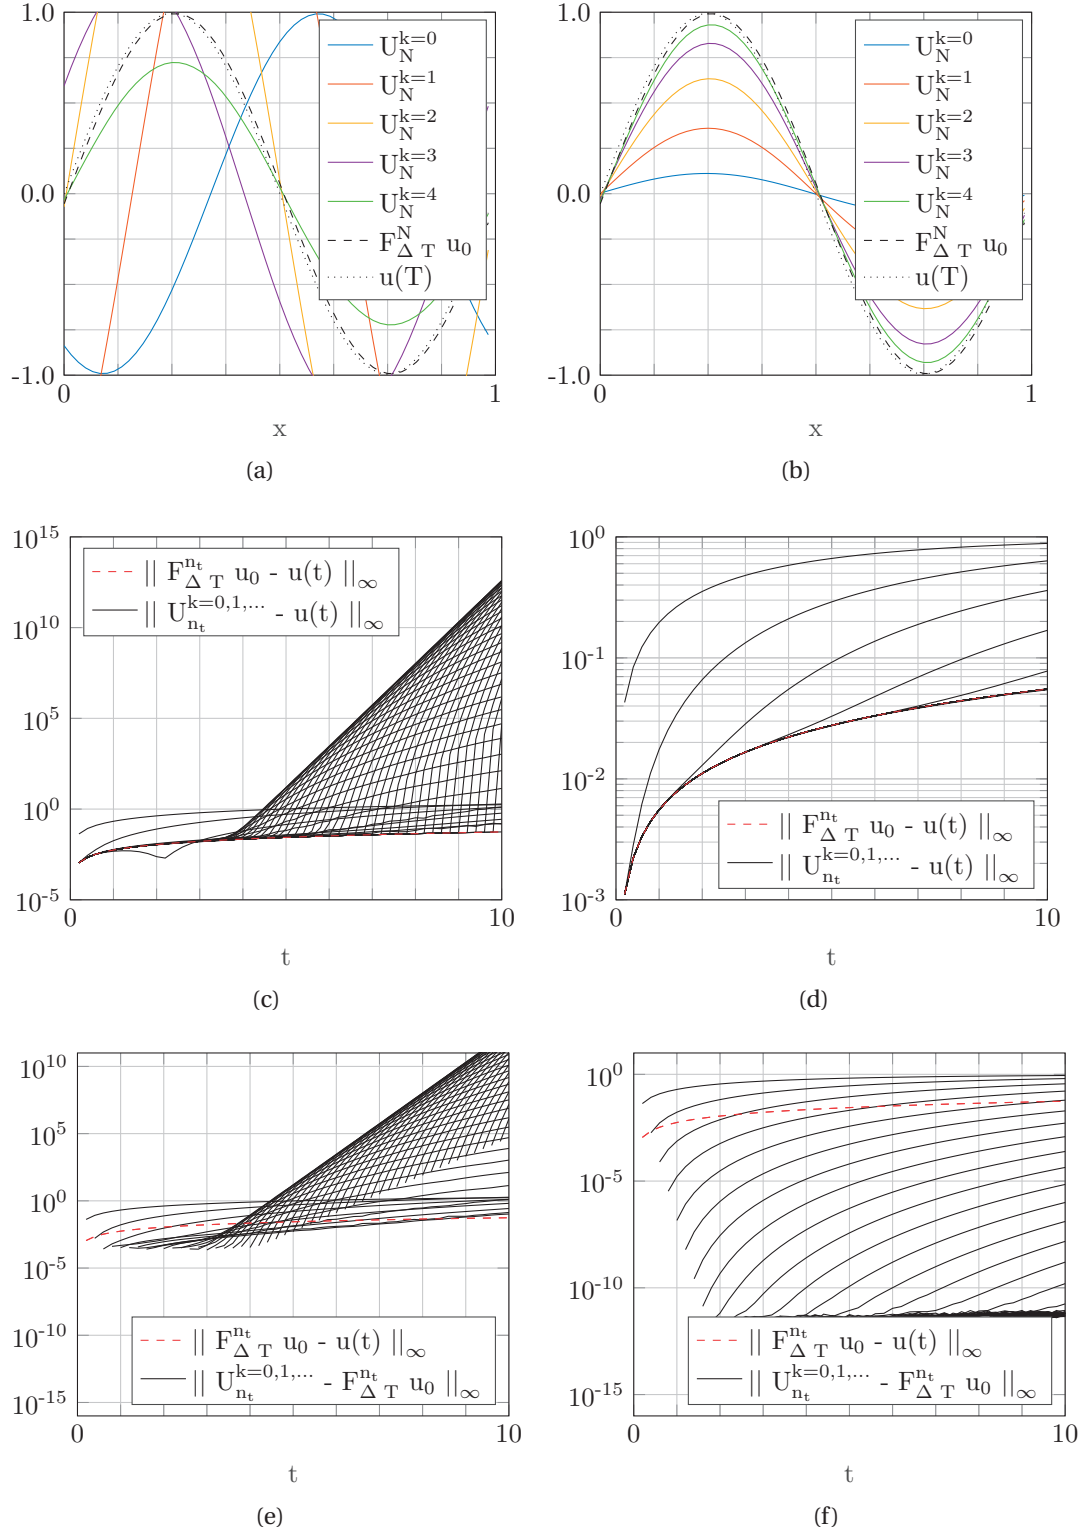 1.0
0.0
-1.0
0
1
x
U_N^{k=0}
U_N^{k=1}
U_N^{k=2}
U_N^{k=3}
U_N^{k=4}
F_{Δ T}^N u_0
u(T)
(a)
1.0
0.0
-1.0
0
1
x
U_N^{k=0}
U_N^{k=1}
U_N^{k=2}
U_N^{k=3}
U_N^{k=4}
F_{Δ T}^N u_0
u(T)
(b)
10^{15}
10^{10}
10^5
10^0
10^{-5}
0
10
t
|| F_{Δ T}^{n_t} u_0 - u(t) ||_∞
|| U_{n_t}^{k=0,1,...} - u(t) ||_∞
(c)
10^0
10^{-1}
10^{-2}
10^{-3}
0
10
t
|| F_{Δ T}^{n_t} u_0 - u(t) ||_∞
|| U_{n_t}^{k=0,1,...} - u(t) ||_∞
(d)
10^{10}
10^5
10^0
10^{-5}
10^{-10}
10^{-15}
0
10
t
|| F_{Δ T}^{n_t} u_0 - u(t) ||_∞
|| U_{n_t}^{k=0,1,...} - F_{Δ T}^{n_t} u_0 ||_∞
(e)
10^0
10^{-5}
10^{-10}
10^{-15}
0
10
t
|| F_{Δ T}^{n_t} u_0 - u(t) ||_∞
|| U_{n_t}^{k=0,1,...} - F_{Δ T}^{n_t} u_0 ||_∞
(f)